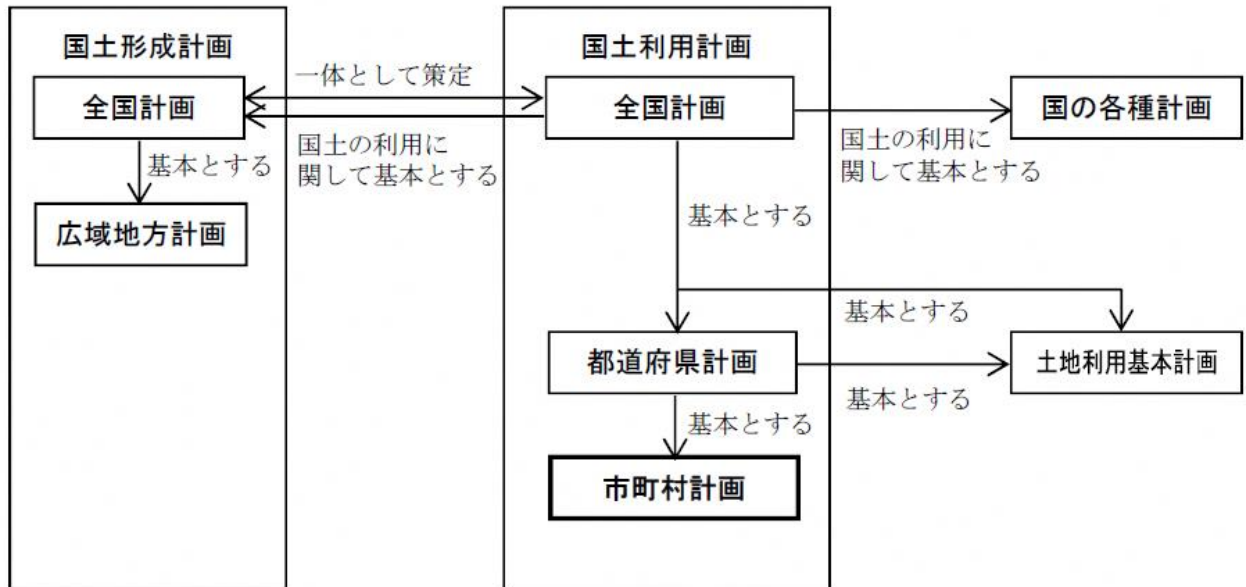 国土形成計画
国土利用計画
一体として策定
全国計画
全国計画
国の各種計画
国土の利用に
関して基本とする
国土の利用に
関して基本とする
基本とする
広域地方計画
基本とする
基本とする
都道府県計画
土地利用基本計画
基本とする
基本とする
市町村計画